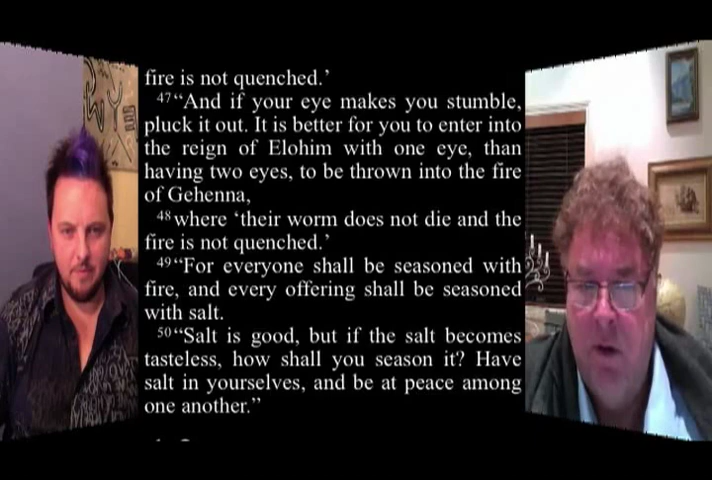 fire is not quenched.’
47“And if your eye makes you stumble,
pluck it out. It is better for you to enter into
the reign of Elohim with one eye, than
having two eyes, to be thrown into the fire
of Gehenna,
48where ‘their worm does not die and the
fire is not quenched.’
49“For everyone shall be seasoned with
fire, and every offering shall be seasoned
with salt.
50“Salt is good, but if the salt becomes
tasteless, how shall you season it? Have
salt in yourselves, and be at peace among
one another.”